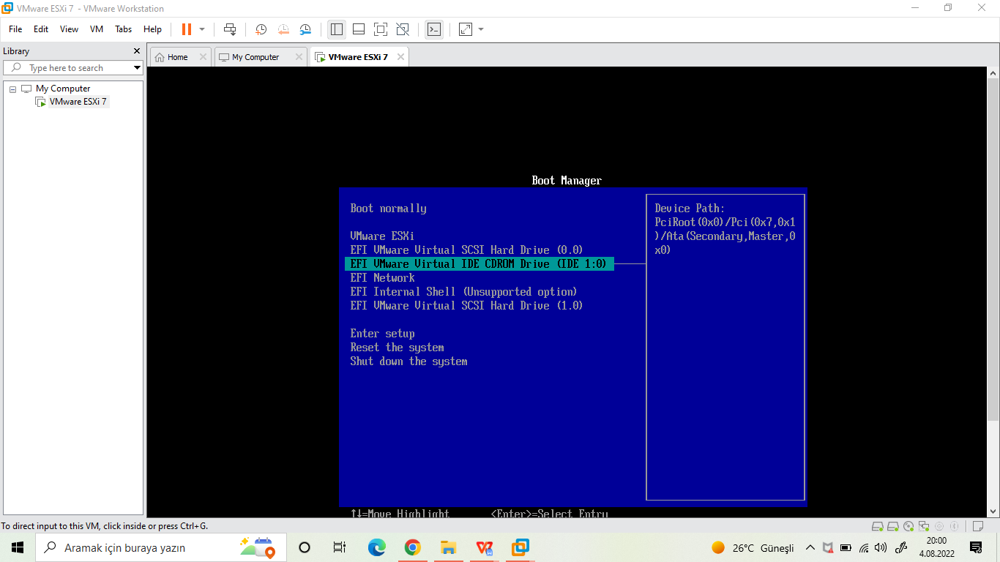 VMware ESXi 7 - VMware Workstation
File Edit View VM Tabs Help
Library
Type here to search
My Computer
VMware ESXi 7
Home
My Computer
VMware ESXi 7
Boot Manager
Boot normally
VMware ESXi
EFI VMware Virtual SCSI Hard Drive (0.0)
EFI VMware Virtual IDE CDROM Drive (IDE 1:0)
EFI Network
EFI Internal Shell (Unsupported option)
EFI VMware Virtual SCSI Hard Drive (1.0)
Enter setup
Reset the system
Shut down the system
Device Path:
PciRoot(0x0)/Pci(0x7,0x1
)/Ata(Secondary,Master,0
x0)
↑↓=Move Highlight <Enter>=Select Entry
To direct input to this VM, click inside or press Ctrl+G.
Aramak için buraya yazın
26°C Güneşli
20:00
4.08.2022